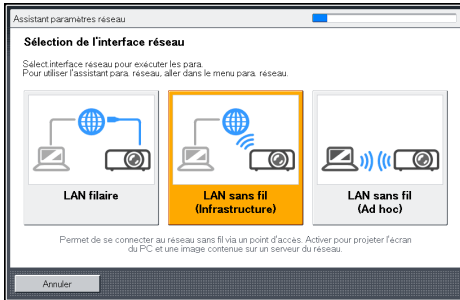 Assistant paramètres réseau
Sélection de l'interface réseau
Sélect.interface réseau pour exécuter les para.
Pour utiliser l'assistant para. réseau, aller dans le menu para. réseau.
LAN filaire
LAN sans fil
(Infrastructure)
LAN sans fil
(Ad hoc)
Permet de se connecter au réseau sans fil via un point d'accès. Activer pour projeter l'écran
du PC et une image contenue sur un serveur du réseau.
Annuler